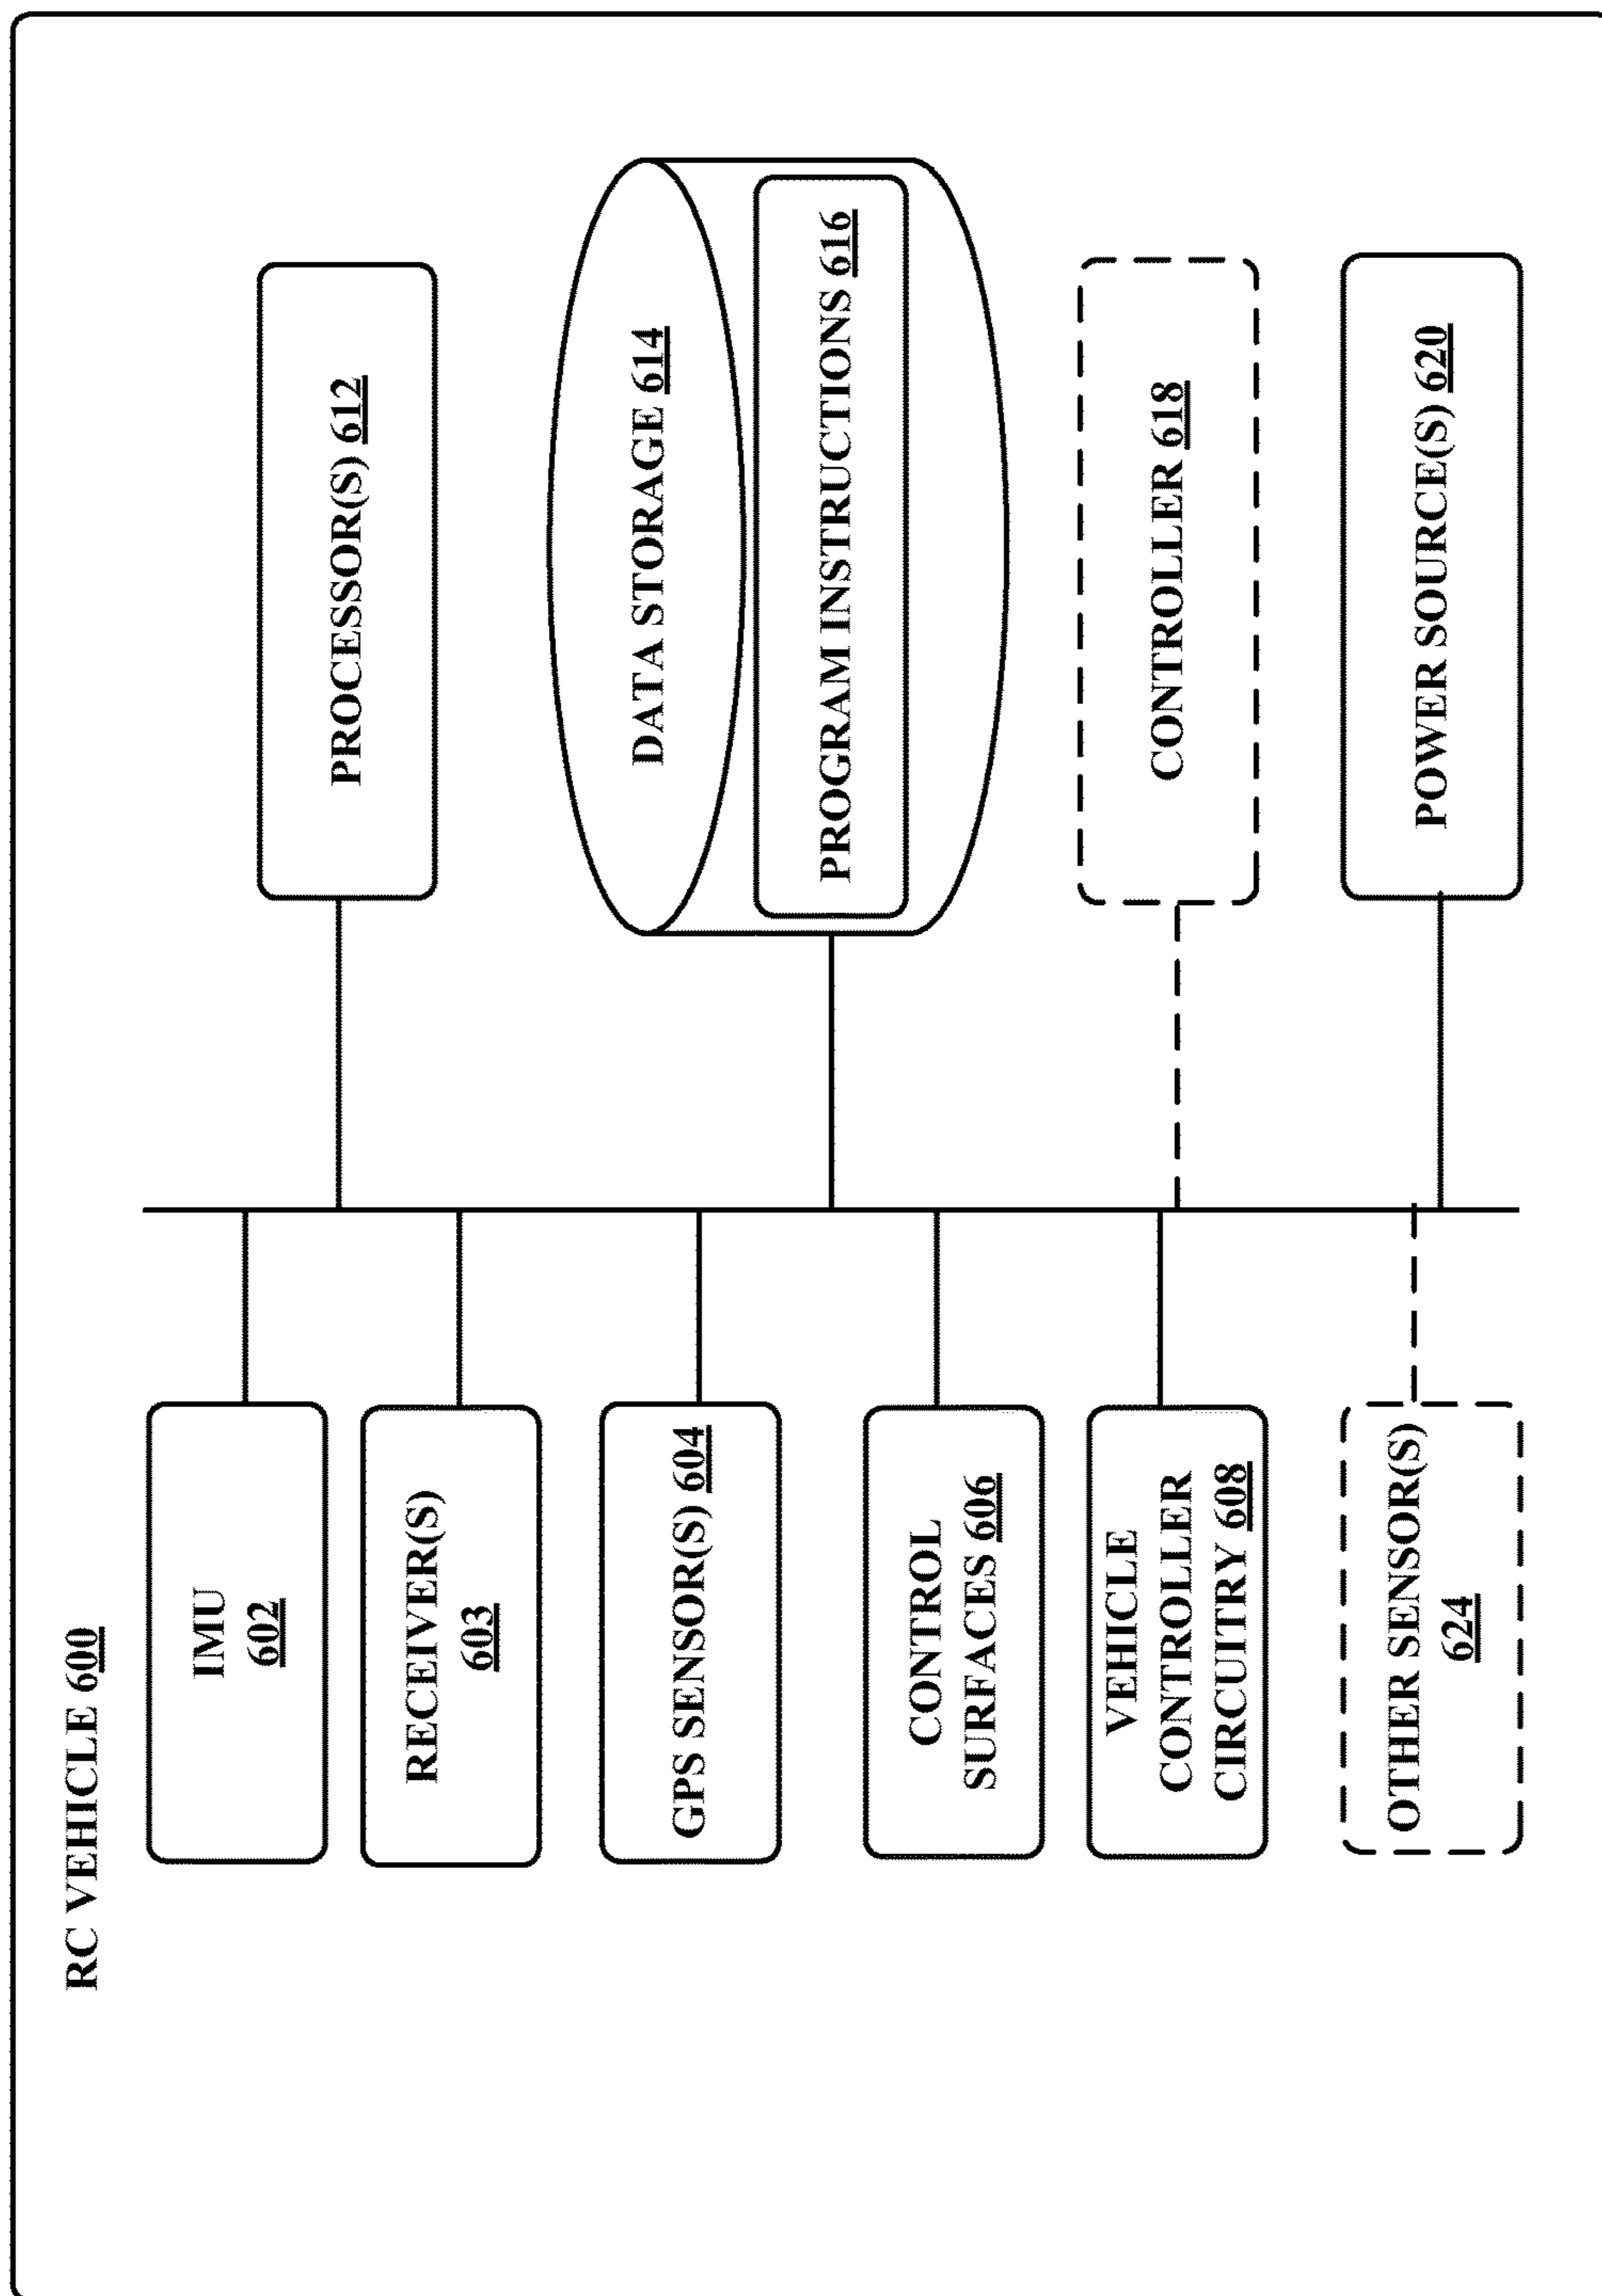 RC VEHICLE 600
IMU
602
RECEIVER(S)
603
GPS SENSOR(S) 604
CONTROL
SURFACES 606
VEHICLE
CONTROLLER
CIRCUITRY 608
OTHER SENSOR(S)
624
PROCESSOR(S) 612
DATA STORAGE 614
PROGRAM INSTRUCTIONS 616
CONTROLLER 618
POWER SOURCE(S) 620